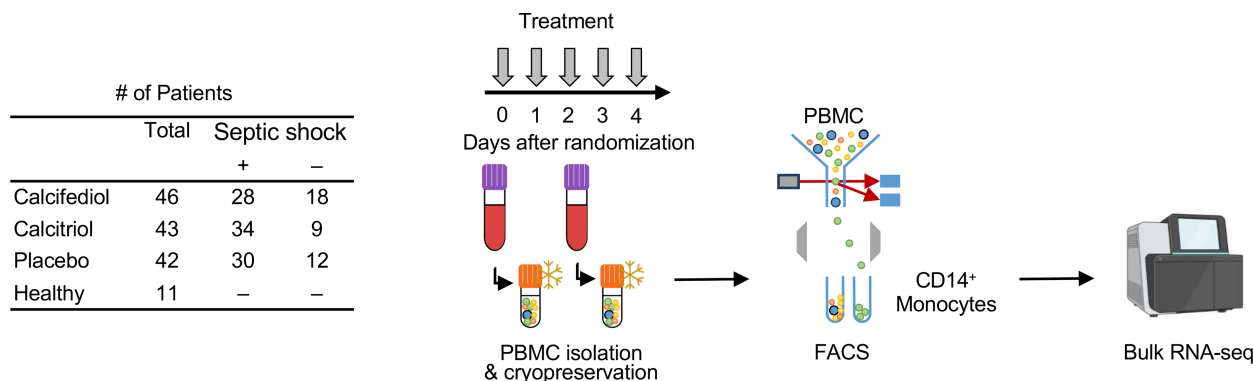 # of Patients
Total Septic shock
+ –
Calcifediol 46 28 18
Calcitriol 43 34 9
Placebo 42 30 12
Healthy 11 – –
Treatment
0 1 2 3 4
Days after randomization
PBMC isolation
& cryopreservation
PBMC
FACS
CD14⁺
Monocytes
Bulk RNA-seq